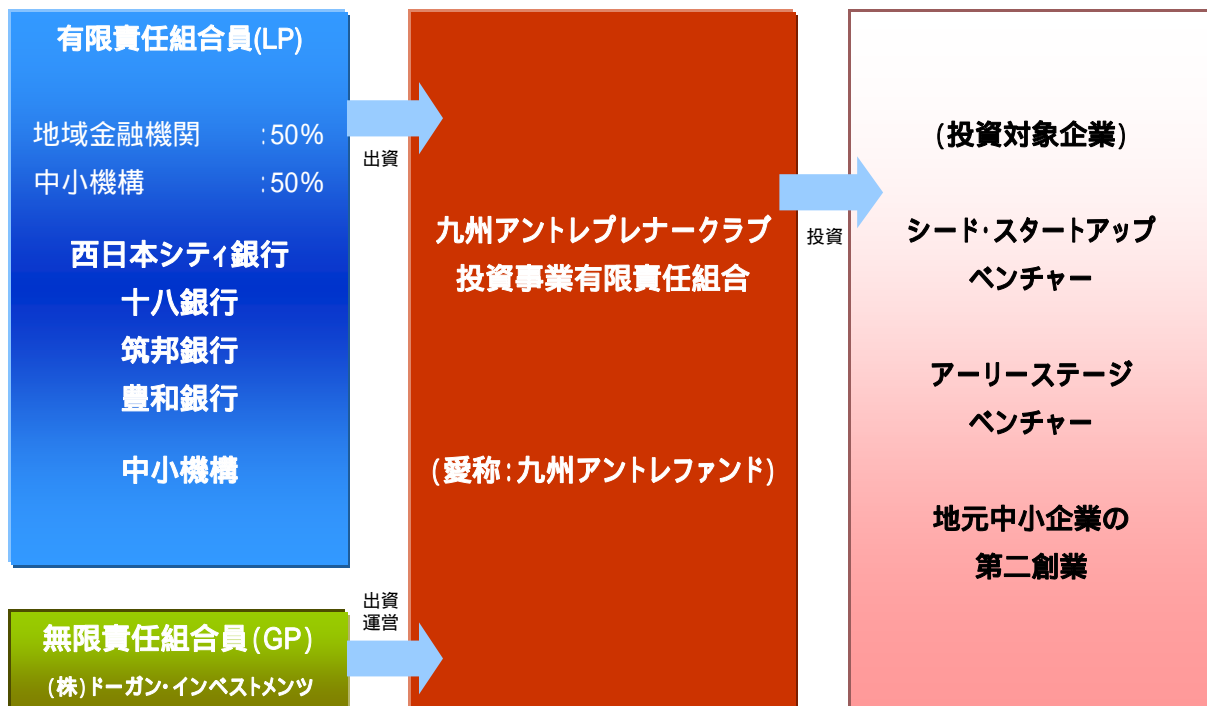 有限責任組合員(LP)
地域金融機関 :50%
中小機構 :50%
西日本シティ銀行
十八銀行
筑邦銀行
豊和銀行
中小機構
無限責任組合員(GP)
(株)ドーガン・インベストメンツ
出資
出資
運営
九州アントレプレナークラブ
投資事業有限責任組合
(愛称:九州アントレファンド)
投資
(投資対象企業)
シード・スタートアップ
ベンチャー
アーリーステージ
ベンチャー
地元中小企業の
第二創業